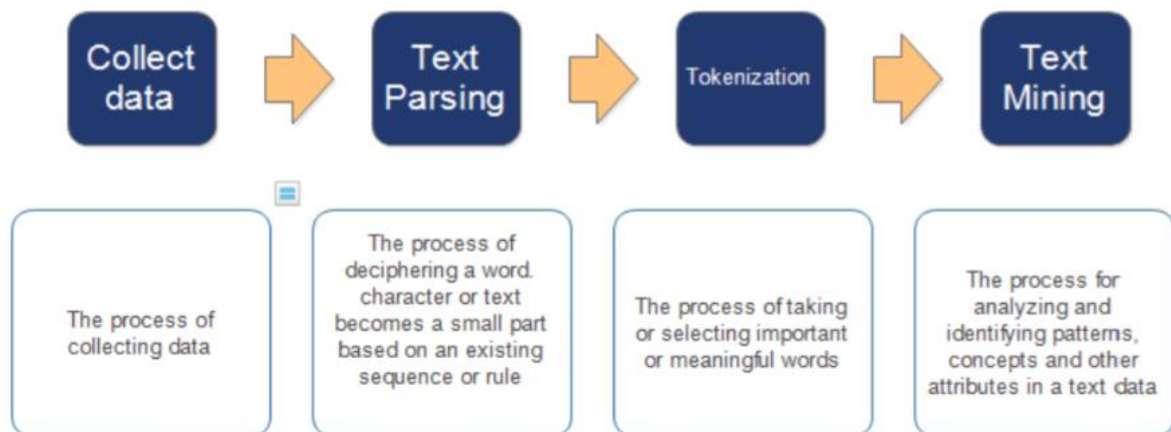 Collect
data
Text
Parsing
Tokenization
Text
Mining
The process of
collecting data
The process of
deciphering a word.
character or text
becomes a small part
based on an existing
sequence or rule
The process of taking
or selecting important
or meaningful words
The process for
analyzing and
identifying patterns,
concepts and other
attributes in a text data